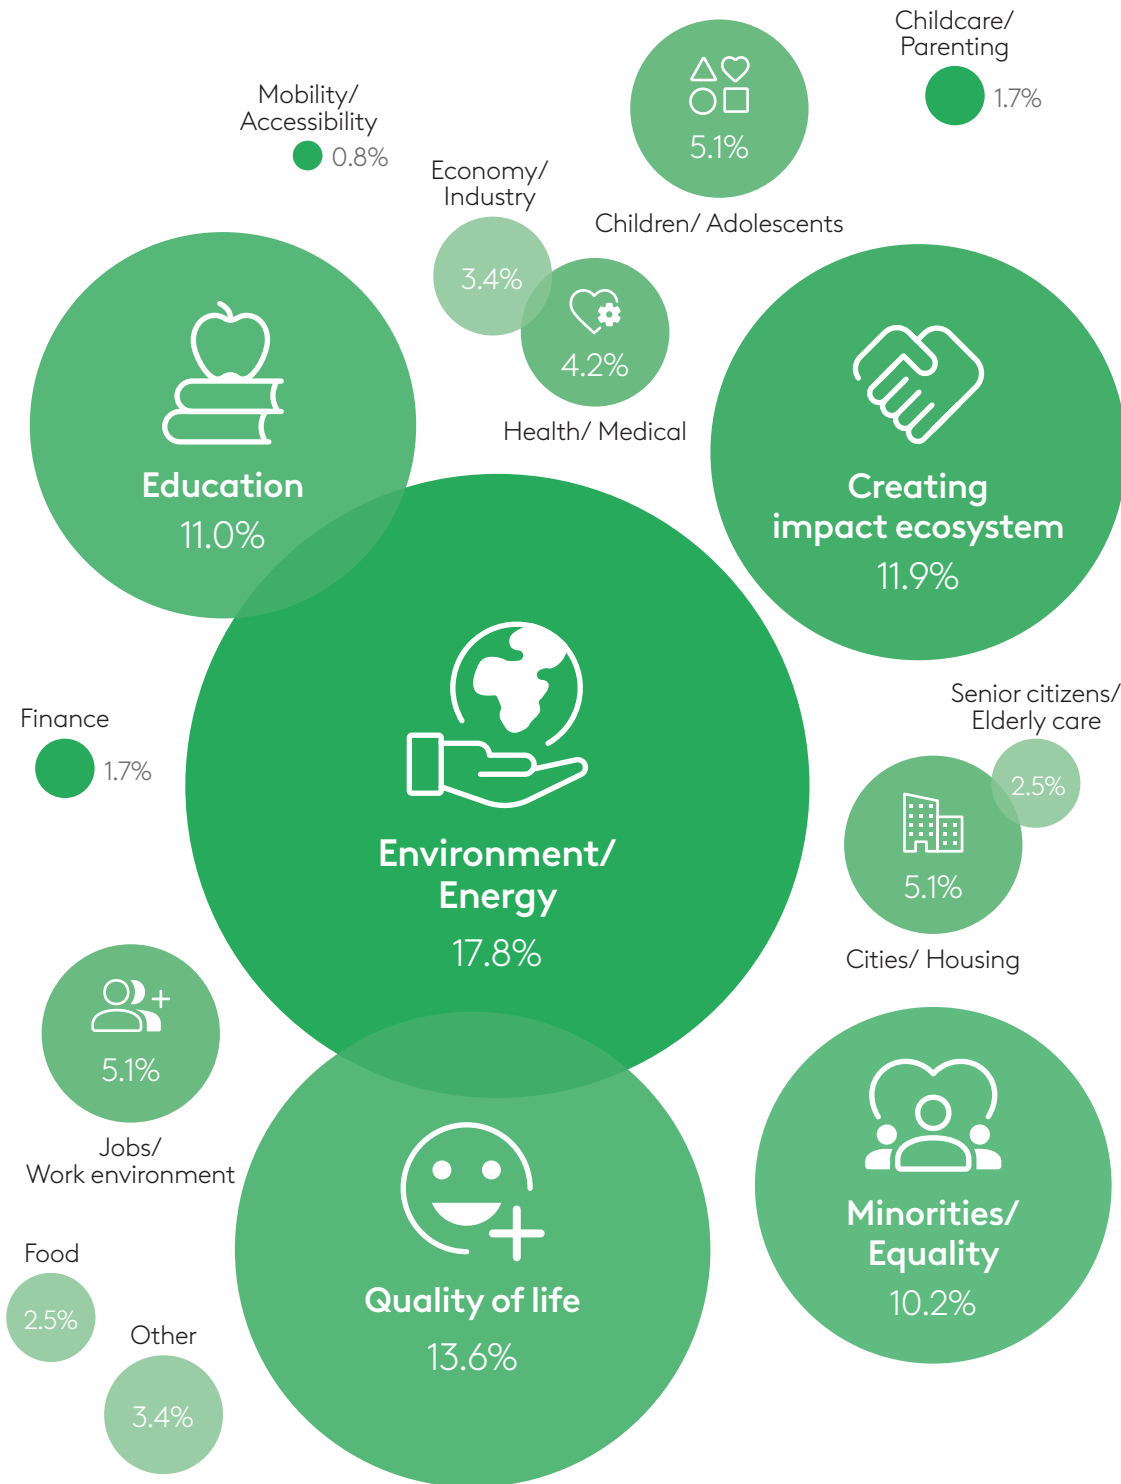 Childcare/
Parenting
1.7%
5.1%
Children/ Adolescents
Mobility/
Accessibility
0.8%
Economy/
Industry
3.4%
4.2%
Health/ Medical
Education
11.0%
Creating
impact ecosystem
11.9%
Environment/
Energy
17.8%
Finance
1.7%
Senior citizens/
Elderly care
2.5%
5.1%
Cities/ Housing
5.1%
Jobs/
Work environment
Minorities/
Equality
10.2%
Quality of life
13.6%
Food
2.5%
Other
3.4%